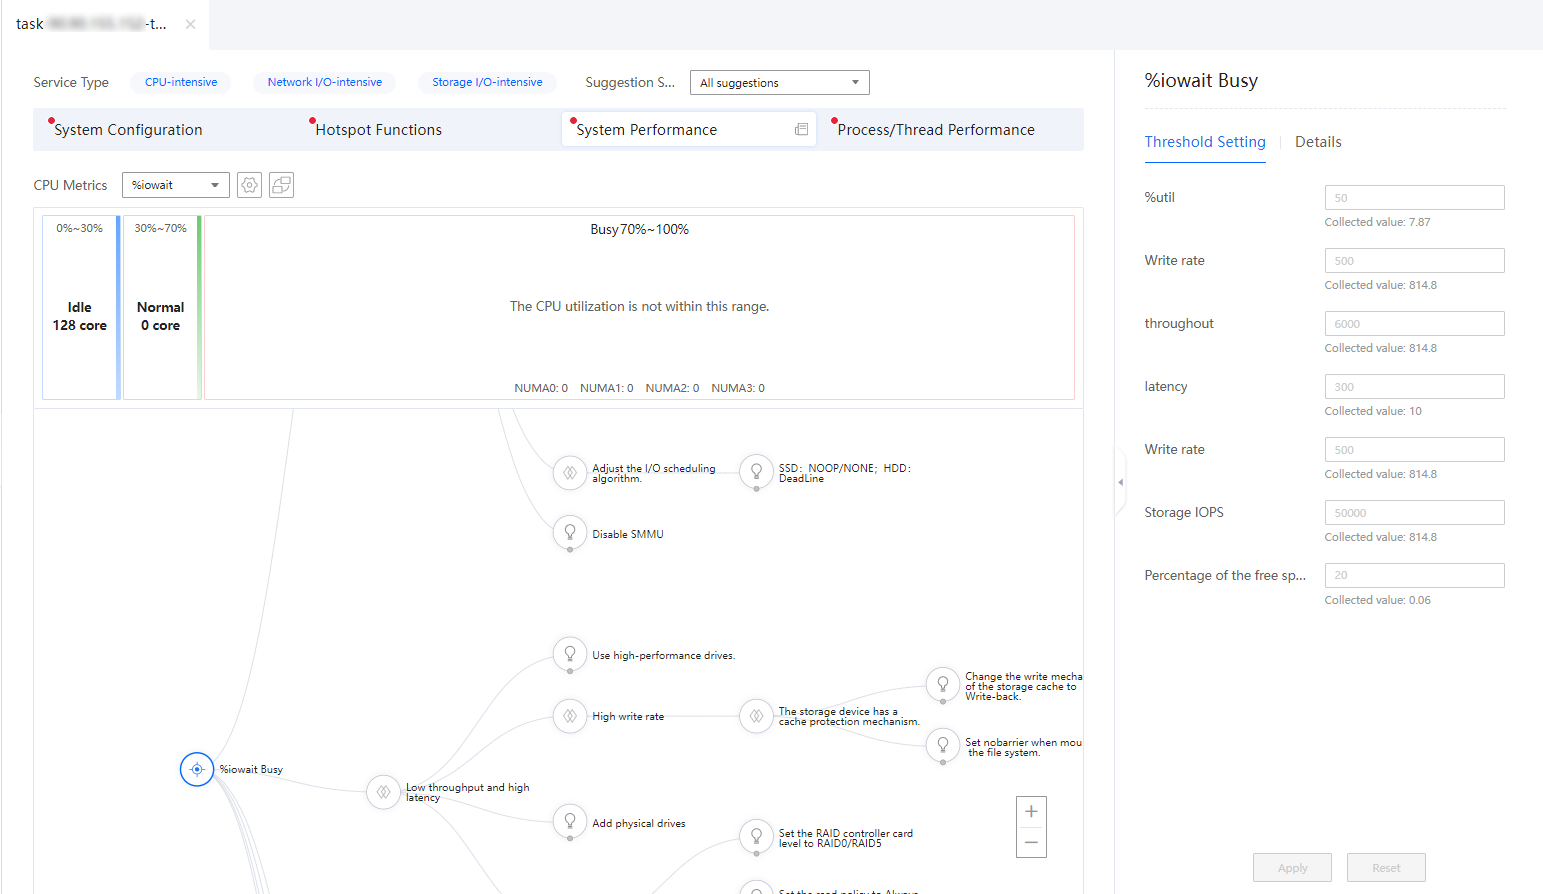 task -t...
Service Type CPU-intensive Network I/O-intensive Storage I/O-intensive Suggestion S... All suggestions
System Configuration Hotspot Functions System Performance Process/Thread Performance
CPU Metrics %iowait
0%~30% 30%~70% Busy70%~100%
The CPU utilization is not within this range.
Idle Normal
128 core 0 core
NUMA0: 0 NUMA1: 0 NUMA2: 0 NUMA3: 0
Adjust the I/O scheduling
algorithm.
SSD：NOOP/NONE；HDD：
DeadLine
Disable SMMU
Use high-performance drives.
High write rate
The storage device has a
cache protection mechanism.
Change the write mecha
of the storage cache to
Write-back.
Set nobarrier when mou
the file system.
%iowait Busy
Low throughput and high
latency
Add physical drives
Set the RAID controller card
level to RAID0/RAID5
%iowait Busy
Threshold Setting Details
%util 50
Collected value: 7.87
Write rate 500
Collected value: 814.8
throughout 6000
Collected value: 814.8
latency 300
Collected value: 10
Write rate 500
Collected value: 814.8
Storage IOPS 50000
Collected value: 814.8
Percentage of the free sp... 20
Collected value: 0.06
Apply Reset